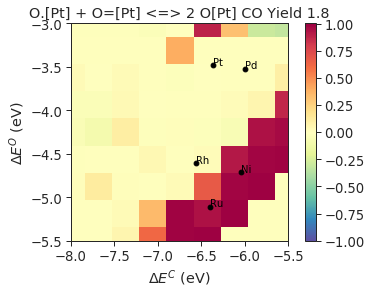 O.[Pt] + O=[Pt] <=> 2 O[Pt] CO Yield 1.8
−3.0
−3.5
−4.0
−4.5
−5.0
−5.5
ΔE^O (eV)
Pt
Pd
Rh
Ni
Ru
−8.0 −7.5 −7.0 −6.5 −6.0 −5.5
ΔE^C (eV)
1.00
0.75
0.50
0.25
0.00
−0.25
−0.50
−0.75
−1.00